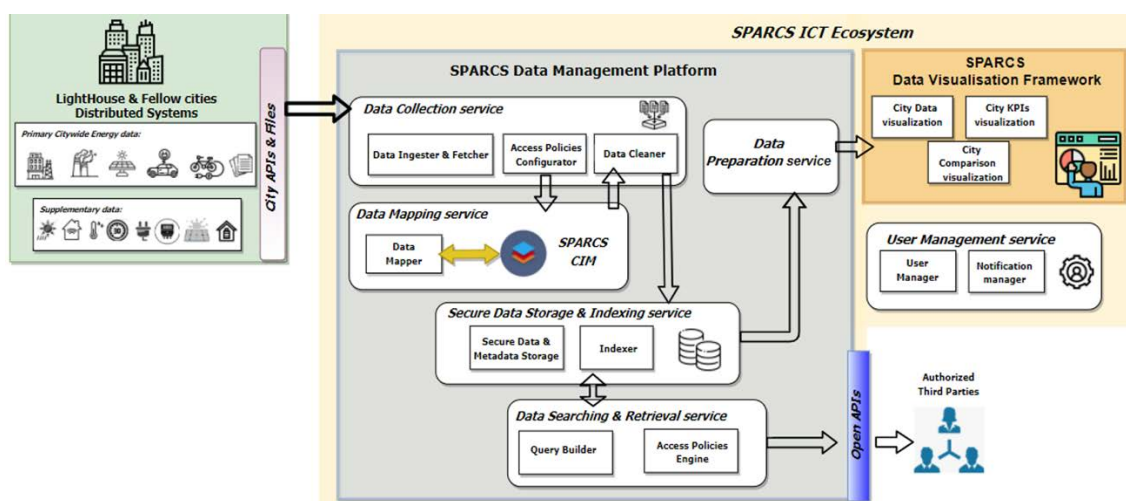 SPARCS ICT Ecosystem
LightHouse & Fellow cities
Distributed Systems
Primary Citywide Energy data:
Supplementary data:
City APIs & Files
SPARCS Data Management Platform
Data Collection service
Data Ingester & Fetcher
Access Policies
Configurator
Data Cleaner
Data Mapping service
Data
Mapper
SPARCS
CIM
Secure Data Storage & Indexing service
Secure Data &
Metadata Storage
Indexer
Data Searching & Retrieval service
Query Builder
Access Policies
Engine
Data
Preparation service
SPARCS
Data Visualisation Framework
City Data
visualization
City KPIs
visualization
City
Comparison
visualization
User Management service
User
Manager
Notification
manager
Open APIs
Authorized
Third Parties